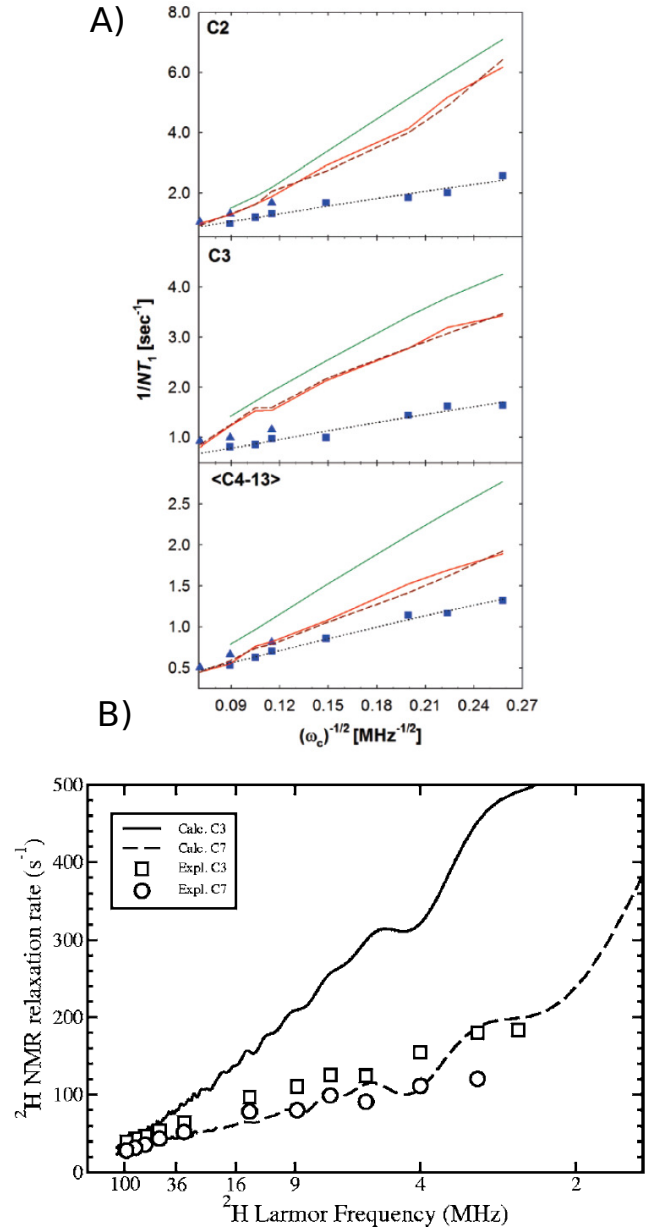 A)
C2
8.0
6.0
4.0
2.0
C3
4.0
3.0
2.0
1.0
1/NT₁ [sec⁻¹]
<C4-13>
2.5
2.0
1.5
1.0
0.5
0.09 0.12 0.15 0.18 0.21 0.24 0.27
(ω꜀)⁻¹/² [MHz⁻¹/²]
B)
500
400
300
200
100
0
²H NMR relaxation rate (s⁻¹)
Calc. C3
Calc. C7
Expl. C3
Expl. C7
100 36 16 9 4 2
²H Larmor Frequency (MHz)